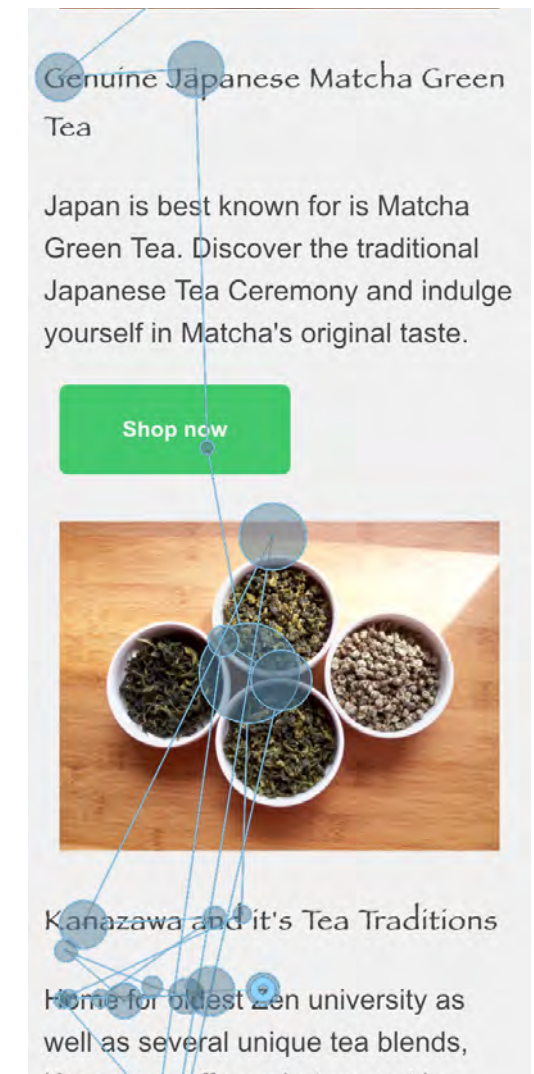 Genuine Japanese Matcha Green
Tea
Japan is best known for is Matcha
Green Tea. Discover the traditional
Japanese Tea Ceremony and indulge
yourself in Matcha's original taste.
Shop now
Kanazawa and it's Tea Traditions
Home for oldest Zen university as
well as several unique tea blends,